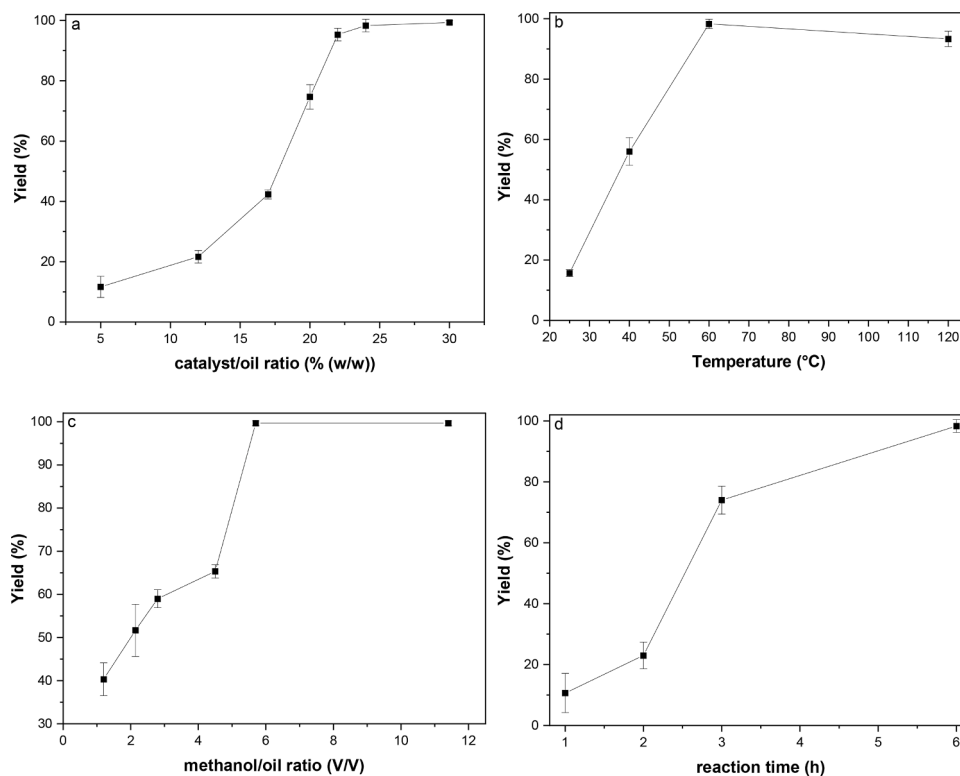 a
100
80
60
40
20
0
5 10 15 20 25 30
Yield (%)
catalyst/oil ratio (% (w/w))
b
100
80
60
40
20
0
20 30 40 50 60 70 80 90 100 110 120
Yield (%)
Temperature (°C)
c
100
90
80
70
60
50
40
30
0 2 4 6 8 10 12
Yield (%)
methanol/oil ratio (V/V)
d
100
80
60
40
20
0
1 2 3 4 5 6
Yield (%)
reaction time (h)